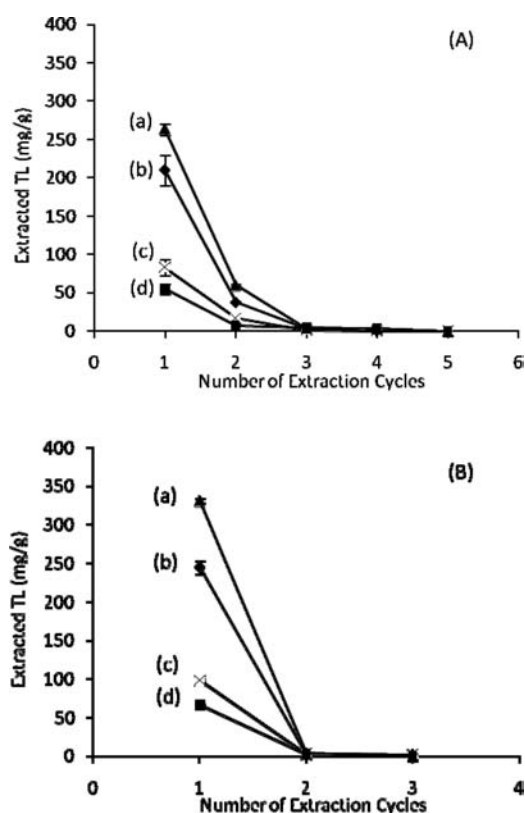 400
(A)
350
300
(a)
250
(b)
200
150
(c)
100
(d)
50
0
0 1 2 3 4 5 6
Number of Extraction Cycles
Extracted TL (mg/g)
400
(B)
350
(a)
300
(b)
250
200
150
(c)
100
(d)
50
0
0 1 2 3 4
Number of Extraction Cycles
Extracted TL (mg/g)